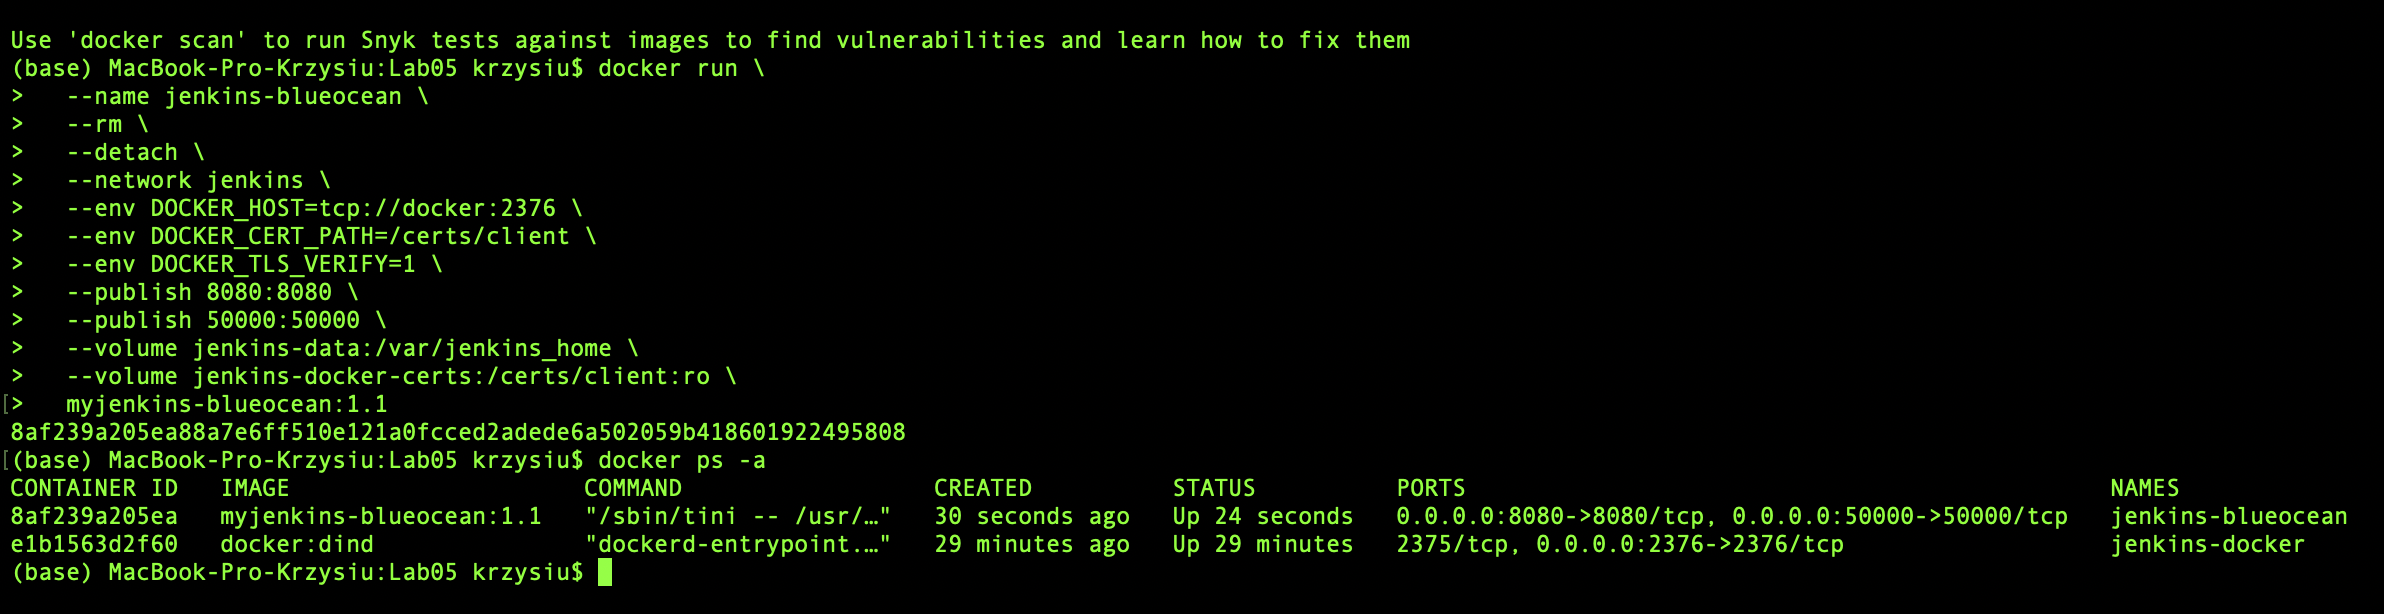 Use 'docker scan' to run Snyk tests against images to find vulnerabilities and learn how to fix them
(base) MacBook-Pro-Krzysiu:Lab05 krzysiu$ docker run \
>   --name jenkins-blueocean \
>   --rm \
>   --detach \
>   --network jenkins \
>   --env DOCKER_HOST=tcp://docker:2376 \
>   --env DOCKER_CERT_PATH=/certs/client \
>   --env DOCKER_TLS_VERIFY=1 \
>   --publish 8080:8080 \
>   --publish 50000:50000 \
>   --volume jenkins-data:/var/jenkins_home \
>   --volume jenkins-docker-certs:/certs/client:ro \
[>   myjenkins-blueocean:1.1
8af239a205ea88a7e6ff510e121a0fcced2adede6a502059b418601922495808
[(base) MacBook-Pro-Krzysiu:Lab05 krzysiu$ docker ps -a
CONTAINER ID   IMAGE                     COMMAND                  CREATED          STATUS          PORTS                                              NAMES
8af239a205ea   myjenkins-blueocean:1.1   "/sbin/tini -- /usr/…"   30 seconds ago   Up 24 seconds   0.0.0.0:8080->8080/tcp, 0.0.0.0:50000->50000/tcp   jenkins-blueocean
e1b1563d2f60   docker:dind               "dockerd-entrypoint.…"   29 minutes ago   Up 29 minutes   2375/tcp, 0.0.0.0:2376->2376/tcp                   jenkins-docker
(base) MacBook-Pro-Krzysiu:Lab05 krzysiu$